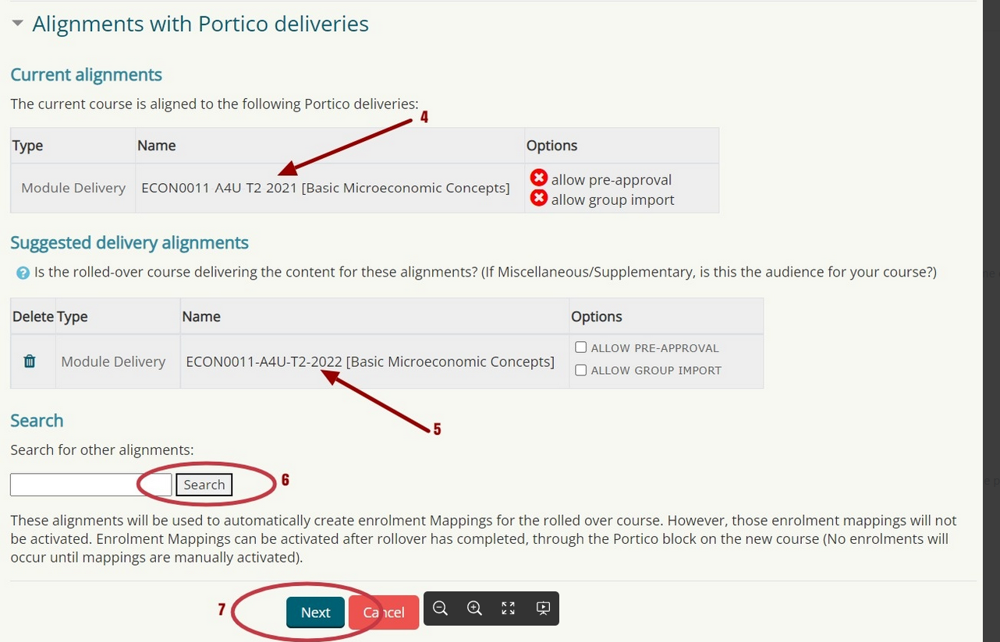 Alignments with Portico deliveries
Current alignments
The current course is aligned to the following Portico deliveries:
4
Type Name Options
Module Delivery ECON0011-A4U-T2-2021 [Basic Microeconomic Concepts] allow pre-approval
allow group import
Suggested delivery alignments
Is the rolled-over course delivering the content for these alignments? (If Miscellaneous/Supplementary, is this the audience for your course?)
Delete Type Name Options
Module Delivery ECON0011-A4U-T2-2022 [Basic Microeconomic Concepts] ALLOW PRE-APPROVAL
ALLOW GROUP IMPORT
5
Search
Search for other alignments:
Search 6
These alignments will be used to automatically create enrolment Mappings for the rolled over course. However, those enrolment mappings will not
be activated. Enrolment Mappings can be activated after rollover has completed, through the Portico block on the new course (No enrolments will
occur until mappings are manually activated).
7 Next Cancel